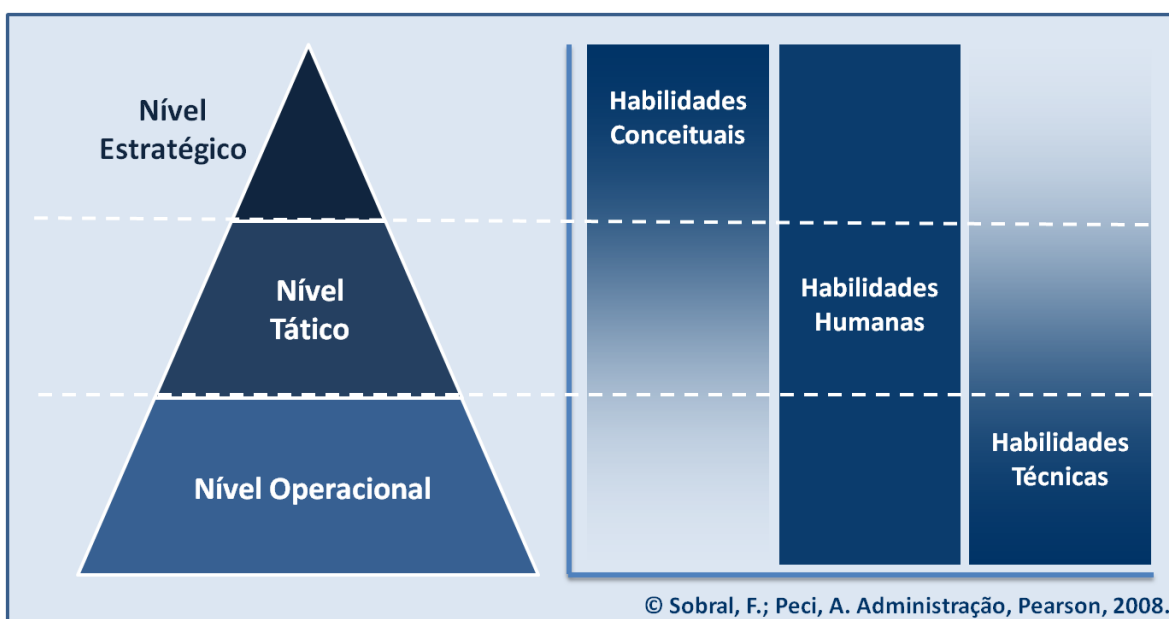 Nível
Estratégico
Nível
Tático
Nível Operacional
Habilidades
Conceituais
Habilidades
Humanas
Habilidades
Técnicas
© Sobral, F.; Peci, A. Administração, Pearson, 2008.